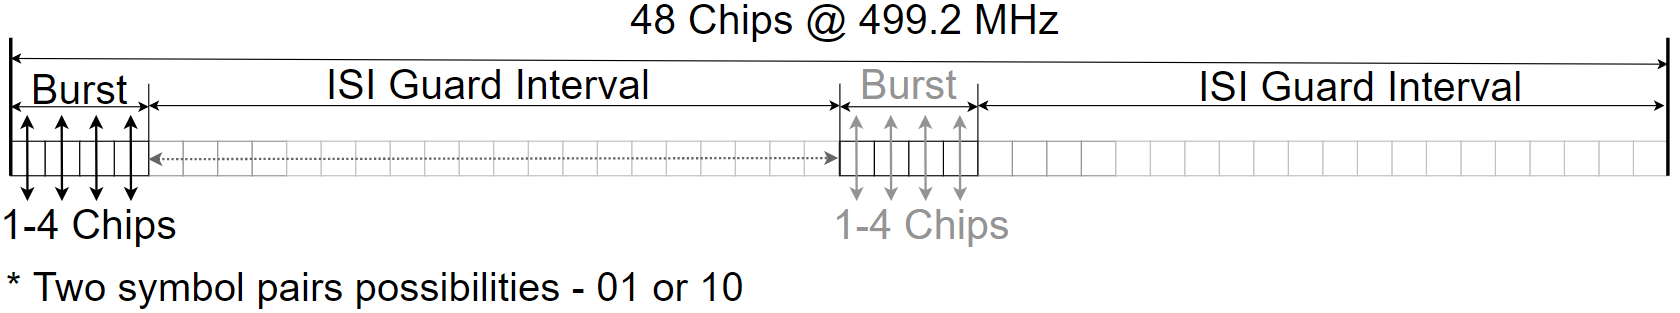 48 Chips @ 499.2 MHz
Burst
ISI Guard Interval
Burst
ISI Guard Interval
1-4 Chips
1-4 Chips
* Two symbol pairs possibilities - 01 or 10